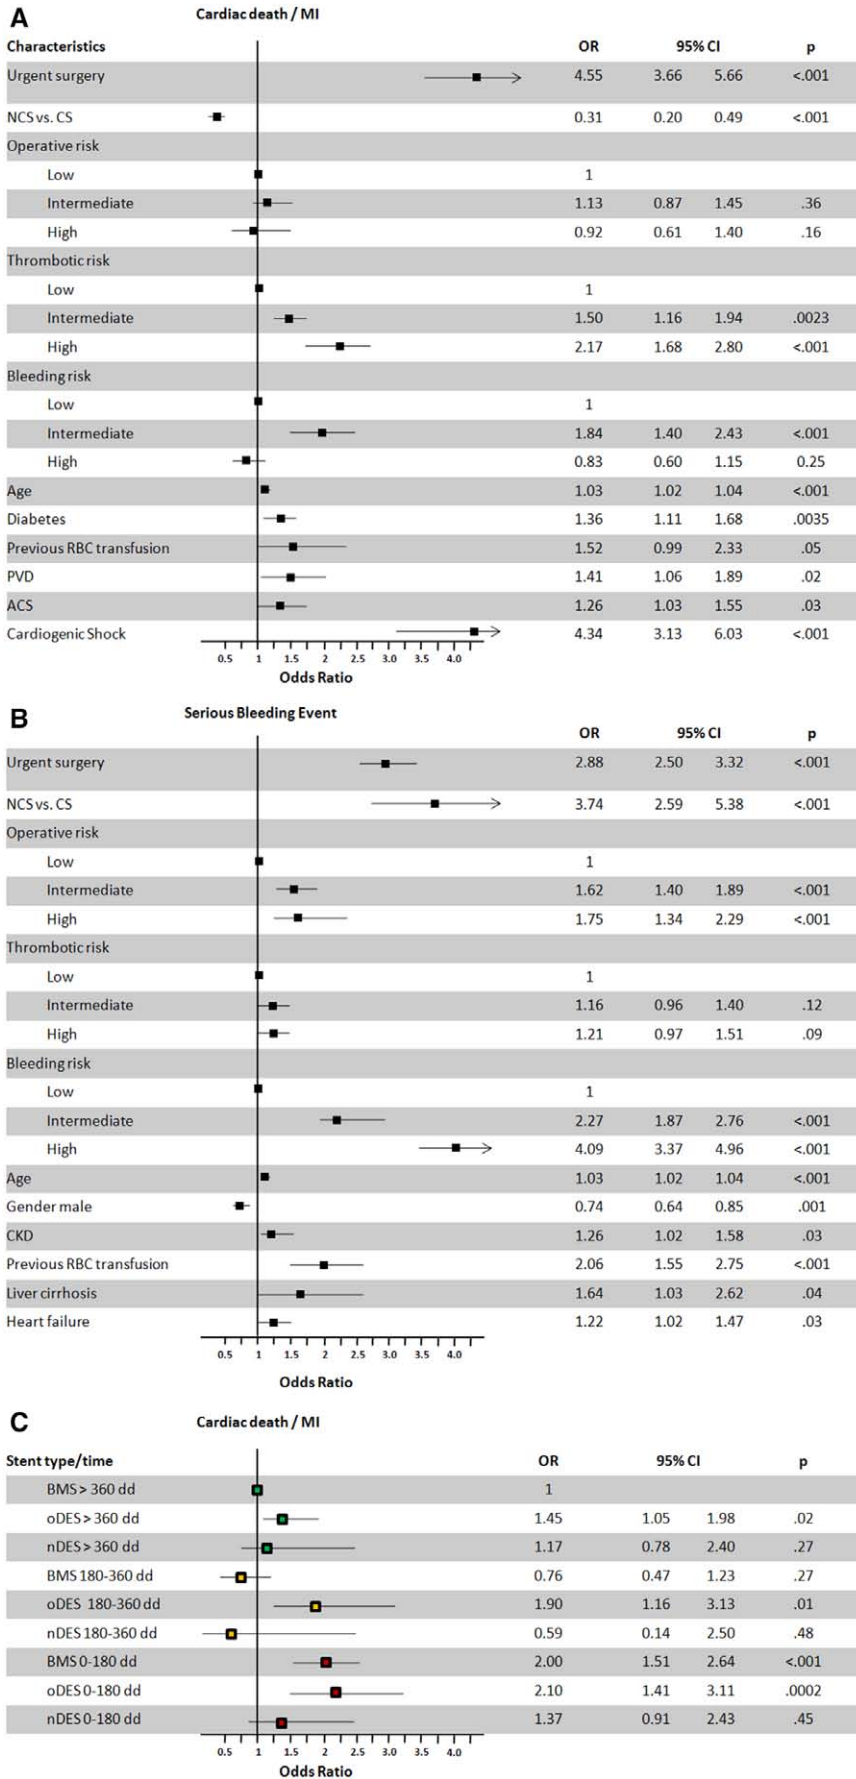 A
Cardiac death / MI
Characteristics OR 95% CI p
Urgent surgery 4.55 3.66 5.66 <.001
NCS vs. CS 0.31 0.20 0.49 <.001
Operative risk
Low 1
Intermediate 1.13 0.87 1.45 .36
High 0.92 0.61 1.40 .16
Thrombotic risk
Low 1
Intermediate 1.50 1.16 1.94 .0023
High 2.17 1.68 2.80 <.001
Bleeding risk
Low 1
Intermediate 1.84 1.40 2.43 <.001
High 0.83 0.60 1.15 0.25
Age 1.03 1.02 1.04 <.001
Diabetes 1.36 1.11 1.68 .0035
Previous RBC transfusion 1.52 0.99 2.33 .05
PVD 1.41 1.06 1.89 .02
ACS 1.26 1.03 1.55 .03
Cardiogenic Shock 4.34 3.13 6.03 <.001
0.5 1 1.5 2 2.5 3.0 3.5 4.0
Odds Ratio
B
Serious Bleeding Event
OR 95% CI p
Urgent surgery 2.88 2.50 3.32 <.001
NCS vs. CS 3.74 2.59 5.38 <.001
Operative risk
Low 1
Intermediate 1.62 1.40 1.89 <.001
High 1.75 1.34 2.29 <.001
Thrombotic risk
Low 1
Intermediate 1.16 0.96 1.40 .12
High 1.21 0.97 1.51 .09
Bleeding risk
Low 1
Intermediate 2.27 1.87 2.76 <.001
High 4.09 3.37 4.96 <.001
Age 1.03 1.02 1.04 <.001
Gender male 0.74 0.64 0.85 .001
CKD 1.26 1.02 1.58 .03
Previous RBC transfusion 2.06 1.55 2.75 <.001
Liver cirrhosis 1.64 1.03 2.62 .04
Heart failure 1.22 1.02 1.47 .03
0.5 1 1.5 2 2.5 3.0 3.5 4.0
Odds Ratio
C
Cardiac death / MI
Stent type/time OR 95% CI p
BMS > 360 dd 1
oDES > 360 dd 1.45 1.05 1.98 .02
nDES > 360 dd 1.17 0.78 2.40 .27
BMS 180-360 dd 0.76 0.47 1.23 .27
oDES 180-360 dd 1.90 1.16 3.13 .01
nDES 180-360 dd 0.59 0.14 2.50 .48
BMS 0-180 dd 2.00 1.51 2.64 <.001
oDES 0-180 dd 2.10 1.41 3.11 .0002
nDES 0-180 dd 1.37 0.91 2.43 .45
0.5 1 1.5 2 2.5 3.0 3.5 4.0
Odds Ratio